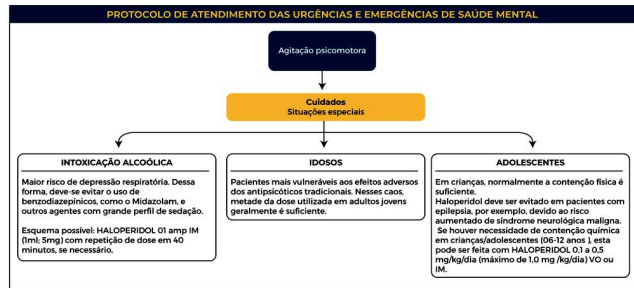 PROTOCOLO DE ATENDIMENTO DAS URGÊNCIAS E EMERGÊNCIAS DE SAÚDE MENTAL
Agitação psicomotora
Cuidados
Situações especiais
INTOXICAÇÃO ALCOÓLICA
Maior risco de depressão respiratória. Dessa
forma, deve-se evitar o uso de
benzodiazepínicos, como o Midazolam, e
outros agentes com grande perfil de sedação.
Esquema possível: HALOPERIDOL 01 amp IM
(1ml; 5mg) com repetição de dose em 40
minutos, se necessário,
IDOSOS
Pacientes mais vulneráveis aos efeitos adversos
dos antipsicóticos tradicionais. Nesses caos,
metade da dose utilizada em adultos jovens
geralmente é suficiente.
ADOLESCENTES
Em crianças, normalmente a contenção física é
suficiente.
Haloperidol deve ser evitado em pacientes com
epilepsia, por exemplo, devido ao risco
aumentado de síndrome neurológica maligna.
Se houver necessidade de contenção química
em crianças/adolescentes (06-12 anos ), esta
pode ser feita com HALOPERIDOL 0,1 a 0,5
mg/kg/dia (máximo de 1,0 mg /kg/dia) VO ou
IM.